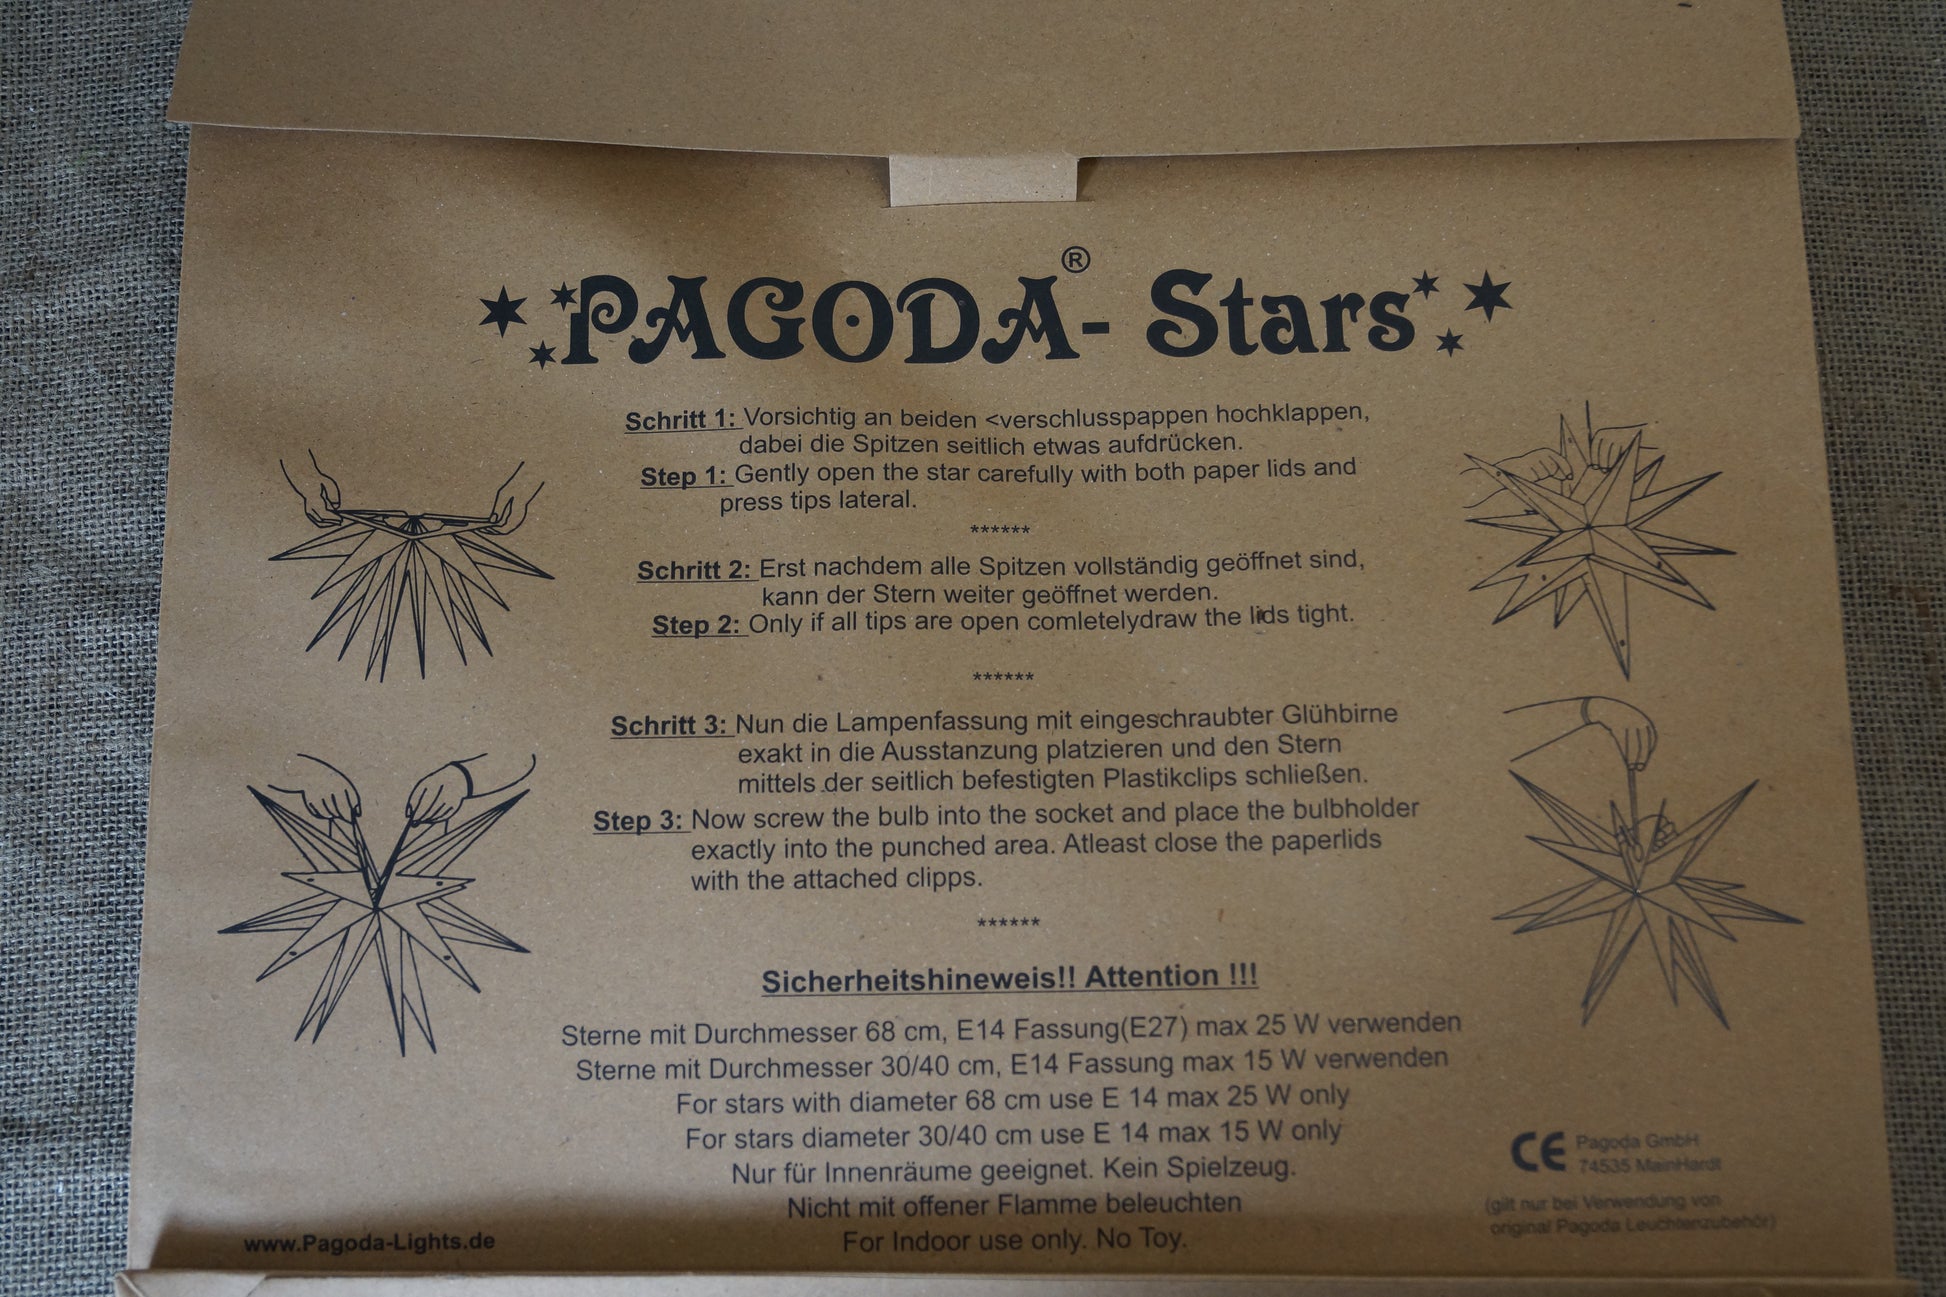 PAGODA®- Stars
Schritt 1: Vorsichtig an beiden <verschlusspappen hochklappen,
dabei die Spitzen seitlich etwas aufdrücken.
Step 1: Gently open the star carefully with both paper lids and
press tips lateral.
******
Schritt 2: Erst nachdem alle Spitzen vollständig geöffnet sind,
kann der Stern weiter geöffnet werden.
Step 2: Only if all tips are open comletelydraw the lids tight.
******
Schritt 3: Nun die Lampenfassung mit eingeschraubter Glühbirne
exakt in die Ausstanzung platzieren und den Stern
mittels der seitlich befestigten Plastikclips schließen.
Step 3: Now screw the bulb into the socket and place the bulbholder
exactly into the punched area. Atleast close the paperlids
with the attached clipps.
******
Sicherheitshineweis!! Attention !!!
Sterne mit Durchmesser 68 cm, E14 Fassung(E27) max 25 W verwenden
Sterne mit Durchmesser 30/40 cm, E14 Fassung max 15 W verwenden
For stars with diameter 68 cm use E 14 max 25 W only
For stars diameter 30/40 cm use E 14 max 15 W only
Nur für Innenräume geeignet. Kein Spielzeug.
Nicht mit offener Flamme beleuchten
For Indoor use only. No Toy.
www.Pagoda-Lights.de
CE Pagoda GmbH
74535 MainHardt
(gilt nur bei Verwendung von
original Pagoda Leuchtenzubehör)